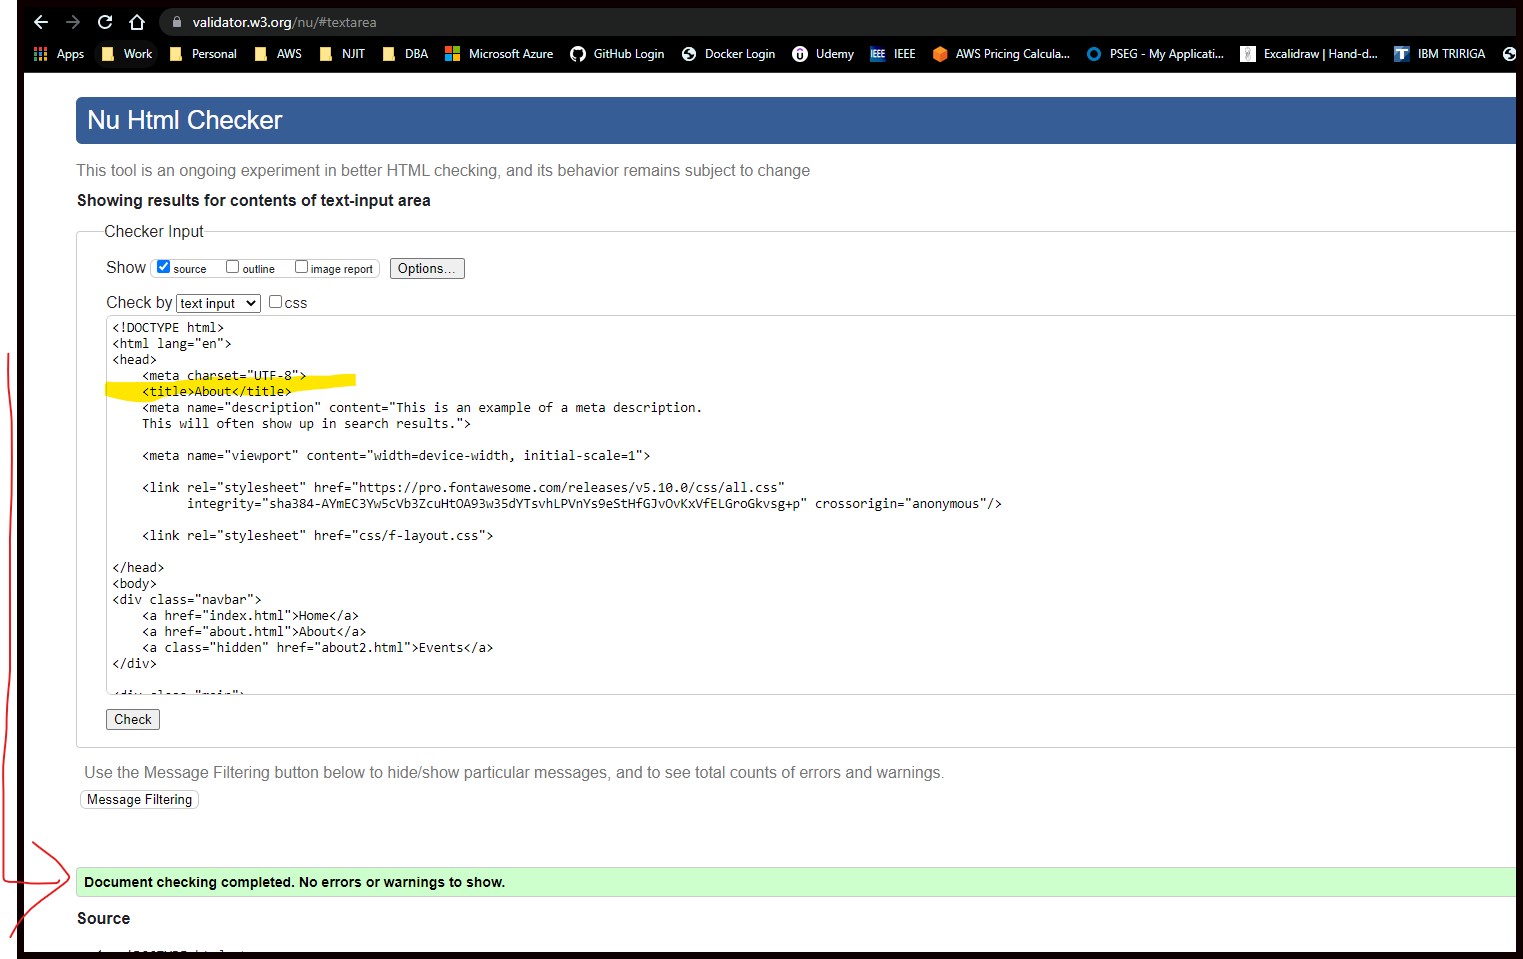 validator.w3.org/nu/#textarea
Apps Work Personal AWS NJIT DBA Microsoft Azure GitHub Login Docker Login Udemy IEEE IEEE AWS Pricing Calcula... PSEG - My Applicati... Excalidraw | Hand-d... IBM TRIRIGA
Nu Html Checker
This tool is an ongoing experiment in better HTML checking, and its behavior remains subject to change
Showing results for contents of text-input area
Checker Input
Show source outline image report Options...
Check by text input css
<!DOCTYPE html>
<html lang="en">
<head>
    <meta charset="UTF-8">
    <title>About</title>
    <meta name="description" content="This is an example of a meta description.
    This will often show up in search results.">
    <meta name="viewport" content="width=device-width, initial-scale=1">
    <link rel="stylesheet" href="https://pro.fontawesome.com/releases/v5.10.0/css/all.css"
          integrity="sha384-AYmEC3Yw5cVb3ZcuHtOA93w35dYTsvhLPVnYs9eStHfGJvOvKxVfELGroGkvsg+p" crossorigin="anonymous"/>
    <link rel="stylesheet" href="css/f-layout.css">
</head>
<body>
<div class="navbar">
    <a href="index.html">Home</a>
    <a href="about.html">About</a>
    <a class="hidden" href="about2.html">Events</a>
</div>
<div class="main">
Check
Use the Message Filtering button below to hide/show particular messages, and to see total counts of errors and warnings.
Message Filtering
Document checking completed. No errors or warnings to show.
Source